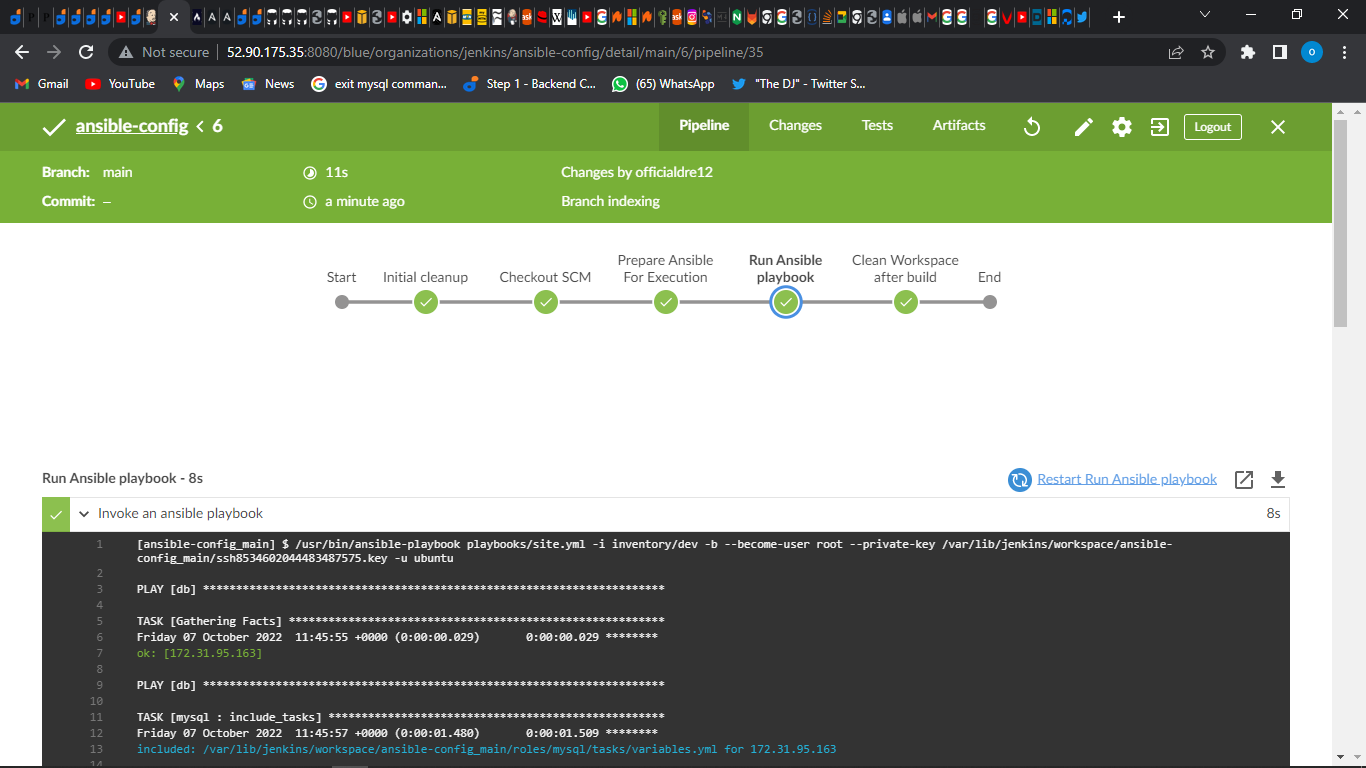 Not secure | 52.90.175.35:8080/blue/organizations/jenkins/ansible-config/detail/main/6/pipeline/35
Gmail YouTube Maps News exit mysql comman... Step 1 - Backend C... (65) WhatsApp "The DJ" - Twitter S...
ansible-config < 6 Pipeline Changes Tests Artifacts Logout
Branch: main 11s Changes by officialdre12
Commit: – a minute ago Branch indexing
Start Initial cleanup Checkout SCM Prepare Ansible For Execution Run Ansible playbook Clean Workspace after build End
Run Ansible playbook - 8s Restart Run Ansible playbook
Invoke an ansible playbook 8s
1 [ansible-config_main] $ /usr/bin/ansible-playbook playbooks/site.yml -i inventory/dev -b --become-user root --private-key /var/lib/jenkins/workspace/ansible-
config_main/ssh8534602044483487575.key -u ubuntu
2
3 PLAY [db] **********************************************************************
4
5 TASK [Gathering Facts] *********************************************************
6 Friday 07 October 2022  11:45:55 +0000 (0:00:00.029)       0:00:00.029 ********
7 ok: [172.31.95.163]
8
9 PLAY [db] **********************************************************************
10
11 TASK [mysql : include_tasks] ***************************************************
12 Friday 07 October 2022  11:45:57 +0000 (0:00:01.480)       0:00:01.509 ********
13 included: /var/lib/jenkins/workspace/ansible-config_main/roles/mysql/tasks/variables.yml for 172.31.95.163
14